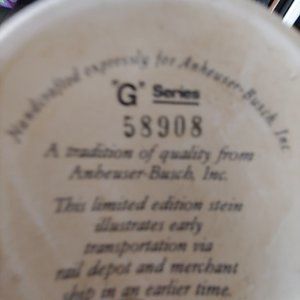 Handcrafted expressly for Anheuser-Busch, Inc
"G" Series
58908
A tradition of quality from
Anheuser-Busch, Inc.
This limited edition stein
illustrates early
transportation via
rail depot and merchant
ship in an earlier time.